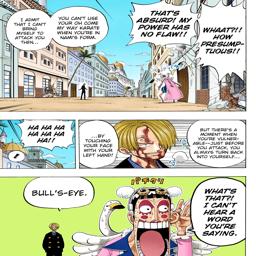 WHAAT?!!
HOW
PRESUMP-
TUOUS!!
THAT'S
ABSURD! MY
POWER HAS
NO FLAW!!
YOU CAN'T
USE YOUR
OH COME
MY WAY KARATE
WHEN YOU'RE
IN NAMI'S FORM.
I ADMIT
THAT I CAN'T
BRING
MYSELF TO
ATTACK YOU
THEN...
BUT THERE'S
A MOMENT
WHEN YOU'RE
VULNER-
ABLE--JUST BEFORE
YOU ATTACK, YOU
ALWAYS TURN BACK
INTO YOURSELF...
...BY
TOUCHING
YOUR FACE
WITH YOUR
LEFT HAND!
HA HA HA
HA HA HA
HA!!
WHAT'S
THAT?!
I CAN'T
HEAR A
WORD
YOU'RE
SAYING.
BULL'S-EYE.